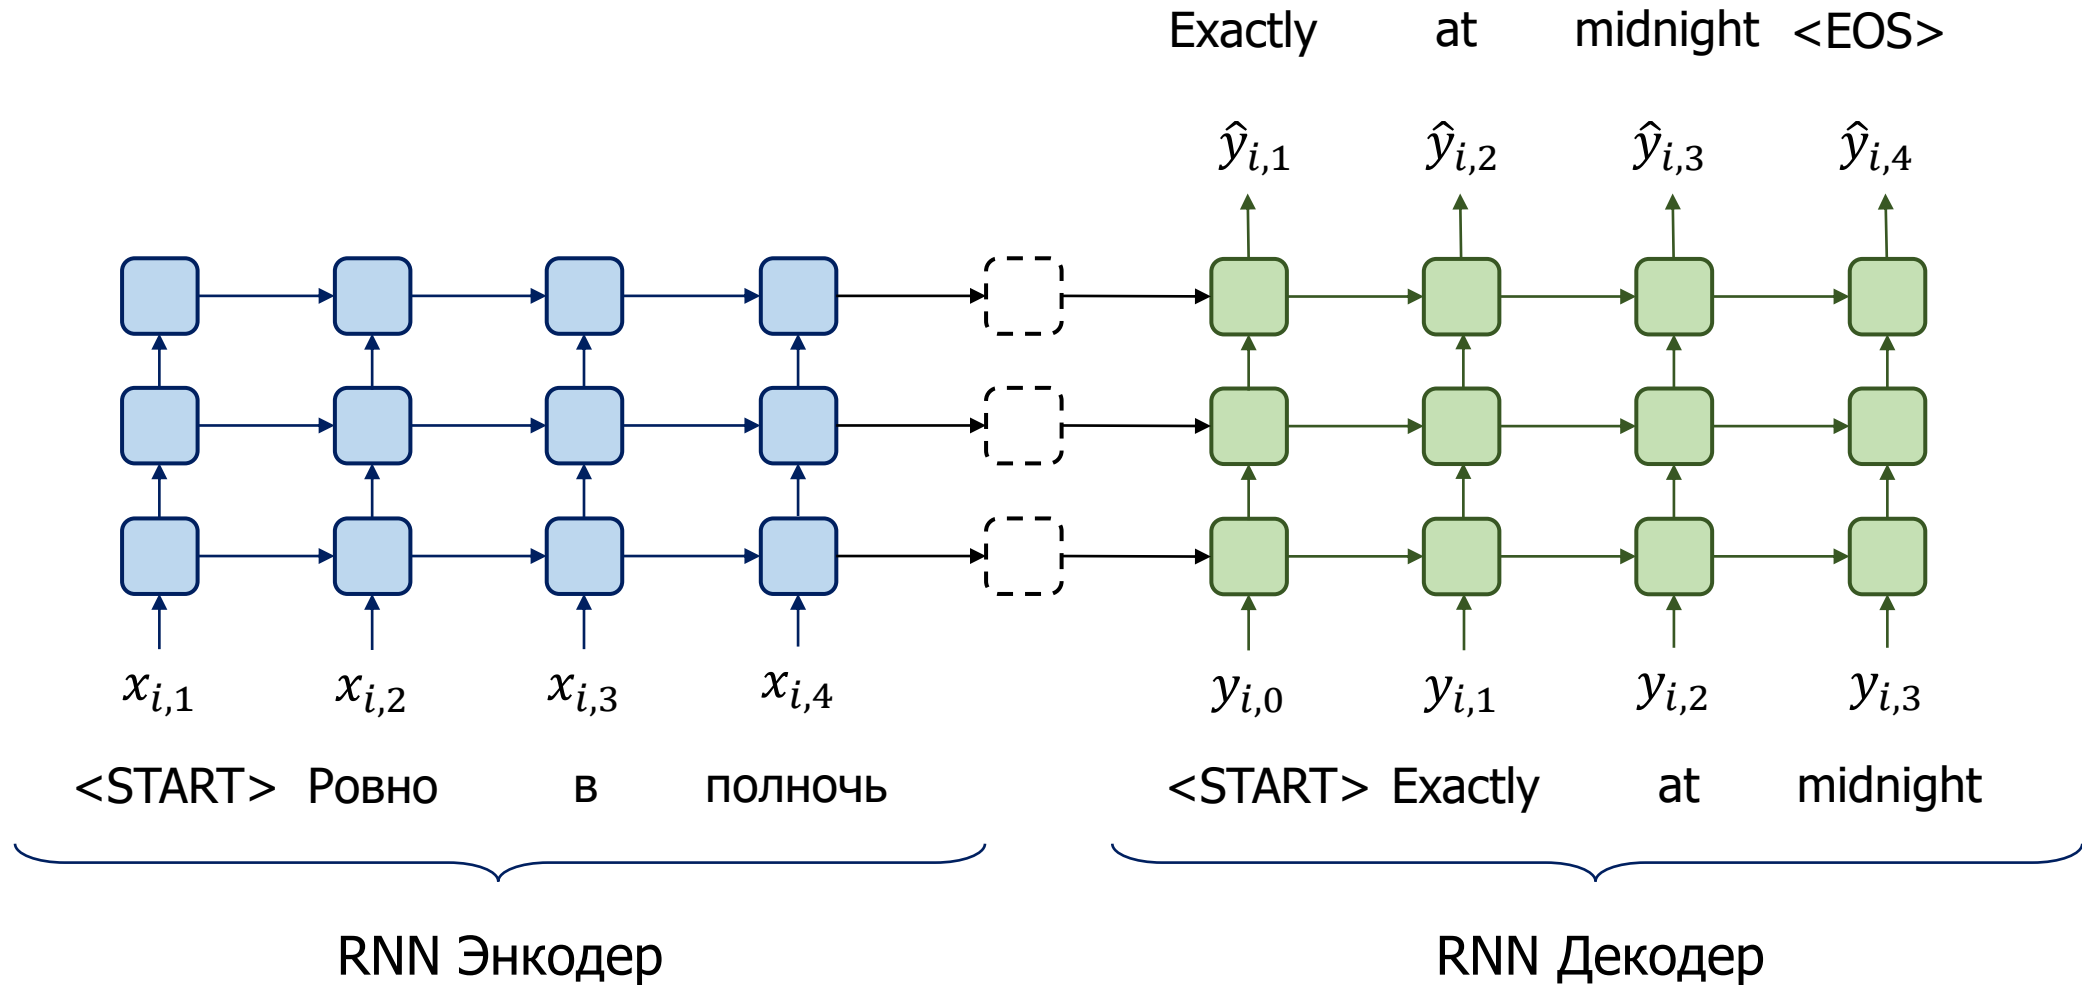 Exactly at midnight <EOS>
ŷi,1 ŷi,2 ŷi,3 ŷi,4
xi,1 xi,2 xi,3 xi,4 yi,0 yi,1 yi,2 yi,3
<START> Ровно в полночь <START> Exactly at midnight
RNN Энкодер RNN Декодер